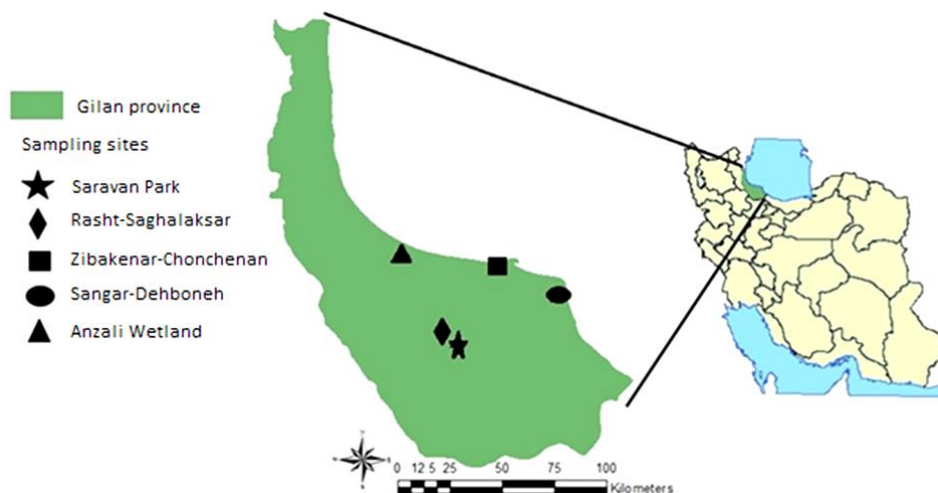 Gilan province
Sampling sites
Saravan Park
Rasht-Saghalaksar
Zibakenar-Chonchenan
Sangar-Dehboneh
Anzali Wetland
0 12 5 25 50 75 100
Kilometers